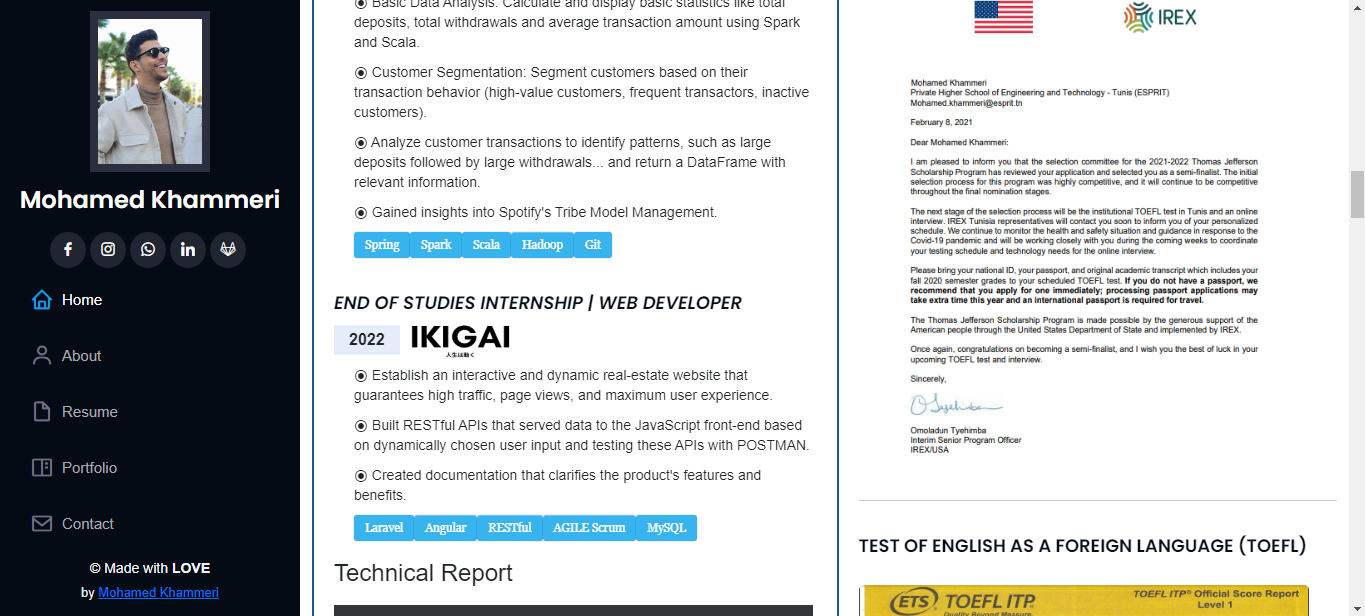 Mohamed Khammeri
Home
About
Resume
Portfolio
Contact
© Made with LOVE
by Mohamed Khammeri
◉ Basic Data Analysis: Calculate and display basic statistics like total
deposits, total withdrawals and average transaction amount using Spark
and Scala.
◉ Customer Segmentation: Segment customers based on their
transaction behavior (high-value customers, frequent transactors, inactive
customers).
◉ Analyze customer transactions to identify patterns, such as large
deposits followed by large withdrawals... and return a DataFrame with
relevant information.
◉ Gained insights into Spotify's Tribe Model Management.
Spring Spark Scala Hadoop Git
END OF STUDIES INTERNSHIP | WEB DEVELOPER
2022 IKIGAI
人生は動く
◉ Establish an interactive and dynamic real-estate website that
guarantees high traffic, page views, and maximum user experience.
◉ Built RESTful APIs that served data to the JavaScript front-end based
on dynamically chosen user input and testing these APIs with POSTMAN.
◉ Created documentation that clarifies the product's features and
benefits.
Laravel Angular RESTful AGILE Scrum MySQL
Technical Report
IREX
Mohamed Khammeri
Private Higher School of Engineering and Technology - Tunis (ESPRIT)
Mohamed.khammeri@esprit.tn
February 8, 2021
Dear Mohamed Khammeri:
I am pleased to inform you that the selection committee for the 2021-2022 Thomas Jefferson
Scholarship Program has reviewed your application and selected you as a semi-finalist. The initial
selection process for this program was highly competitive, and it will continue to be competitive
throughout the final nomination stages.
The next stage of the selection process will be the institutional TOEFL test in Tunis and an online
interview. IREX Tunisia representatives will contact you soon to inform you of your personalized
schedule. We continue to monitor the health and safety situation and guidance in response to the
Covid-19 pandemic and will be working closely with you during the coming weeks to coordinate
your testing schedule and technology needs for the online interview.
Please bring your national ID, your passport, and original academic transcript which includes your
fall 2020 semester grades to your scheduled TOEFL test. If you do not have a passport, we
recommend that you apply for one immediately; processing passport applications may
take extra time this year and an international passport is required for travel.
The Thomas Jefferson Scholarship Program is made possible by the generous support of the
American people through the United States Department of State and implemented by IREX.
Once again, congratulations on becoming a semi-finalist, and I wish you the best of luck in your
upcoming TOEFL test and interview.
Sincerely,
Omoladun Tyehimba
Interim Senior Program Officer
IREX/USA
TEST OF ENGLISH AS A FOREIGN LANGUAGE (TOEFL)
ETS TOEFL ITP
Quality Beyond Measure.
TOEFL ITP® Official Score Report
Level 1